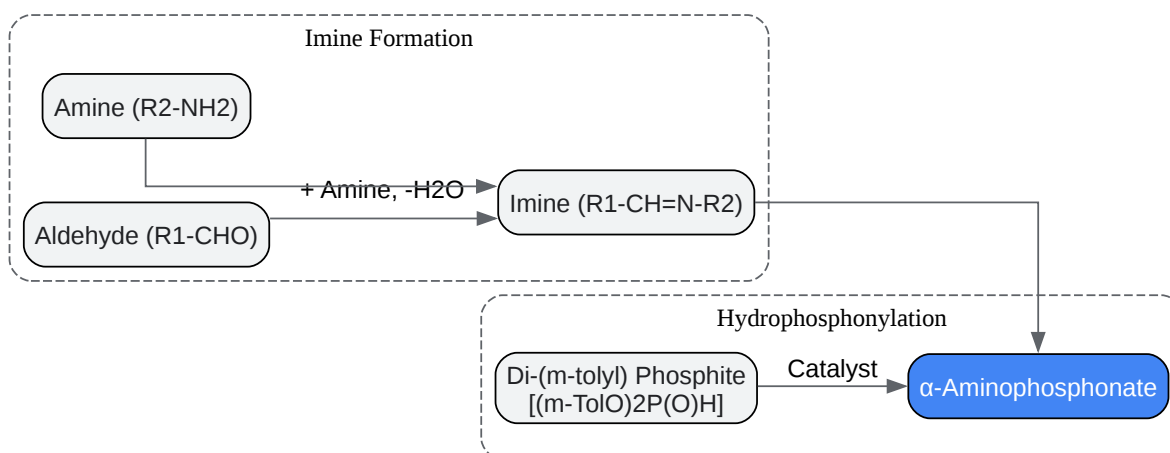 Imine Formation
Amine (R2-NH2)
+ Amine, -H2O
Aldehyde (R1-CHO)
Imine (R1-CH=N-R2)
Hydrophosphonylation
Di-(m-tolyl) Phosphite
[(m-TolO)2P(O)H]
Catalyst
α-Aminophosphonate